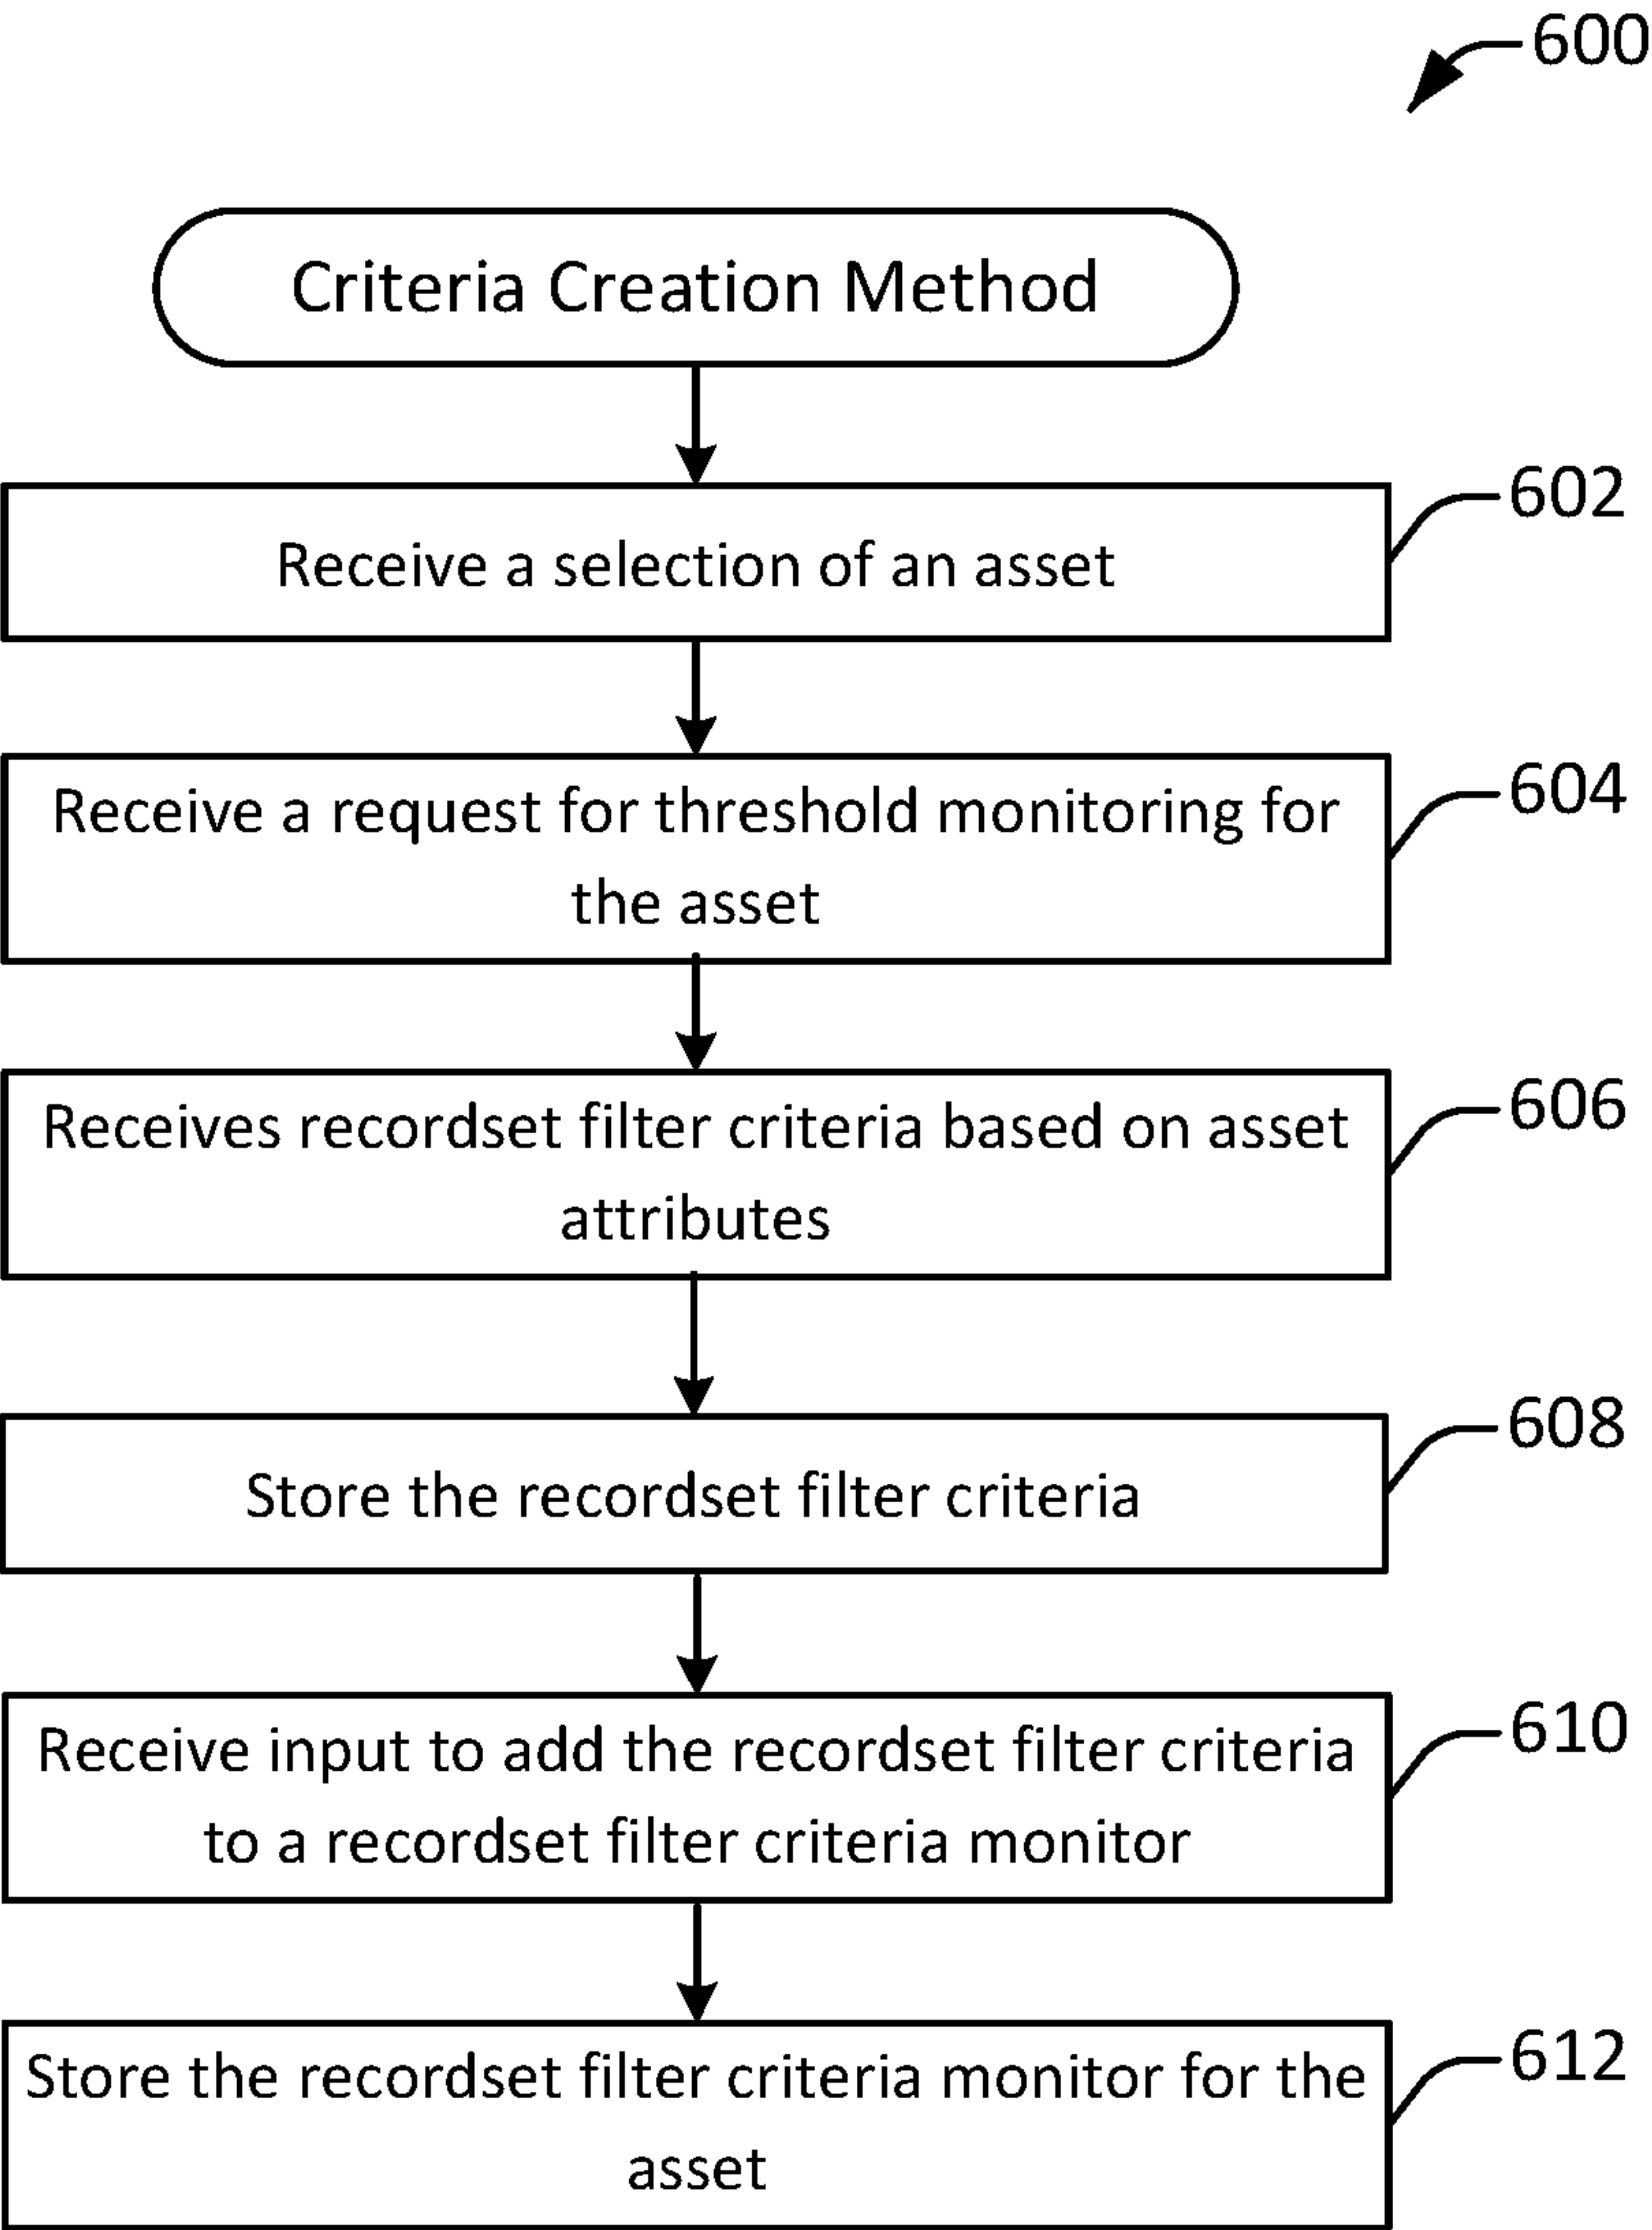 600
Criteria Creation Method
602
Receive a selection of an asset
604
Receive a request for threshold monitoring for
the asset
606
Receives recordset filter criteria based on asset
attributes
608
Store the recordset filter criteria
610
Receive input to add the recordset filter criteria
to a recordset filter criteria monitor
612
Store the recordset filter criteria monitor for the
asset